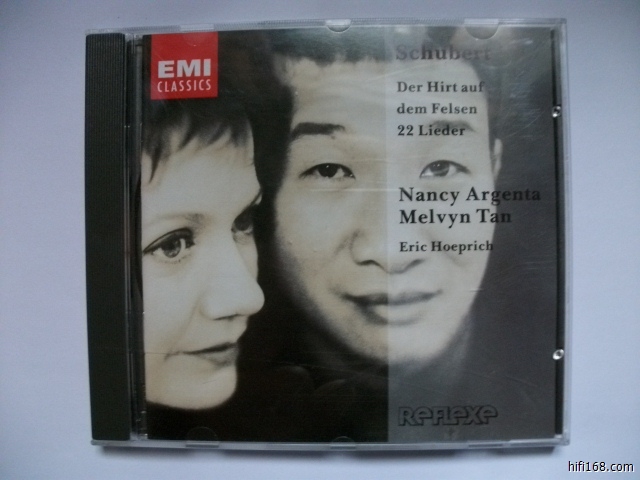 EMI
CLASSICS
Schubert
Der Hirt auf
dem Felsen
22 Lieder
Nancy Argenta
Melvyn Tan
Eric Hoeprich
REFLEXE
hifi168.com